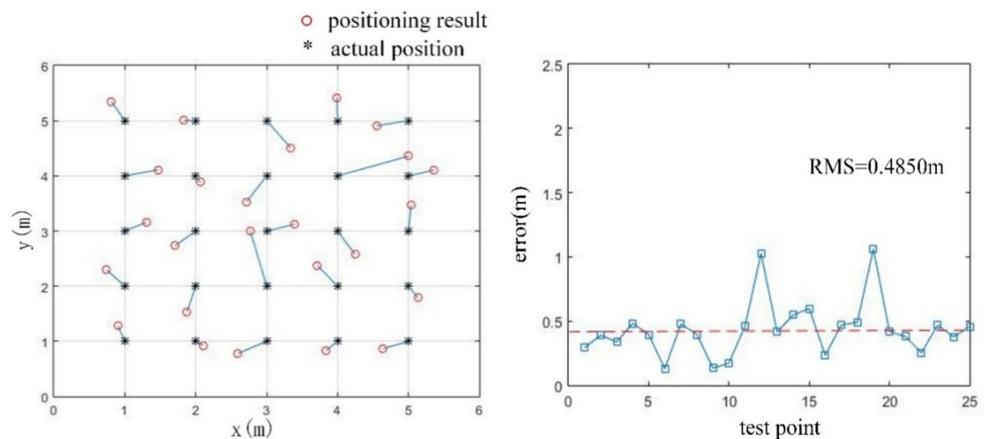 positioning result
* actual position
6
5
4
3
2
1
0
0 1 2 3 4 5 6
y (m)
x (m)
2.5
2
1.5
1
0.5
0
0 5 10 15 20 25
error(m)
RMS=0.4850m
test point